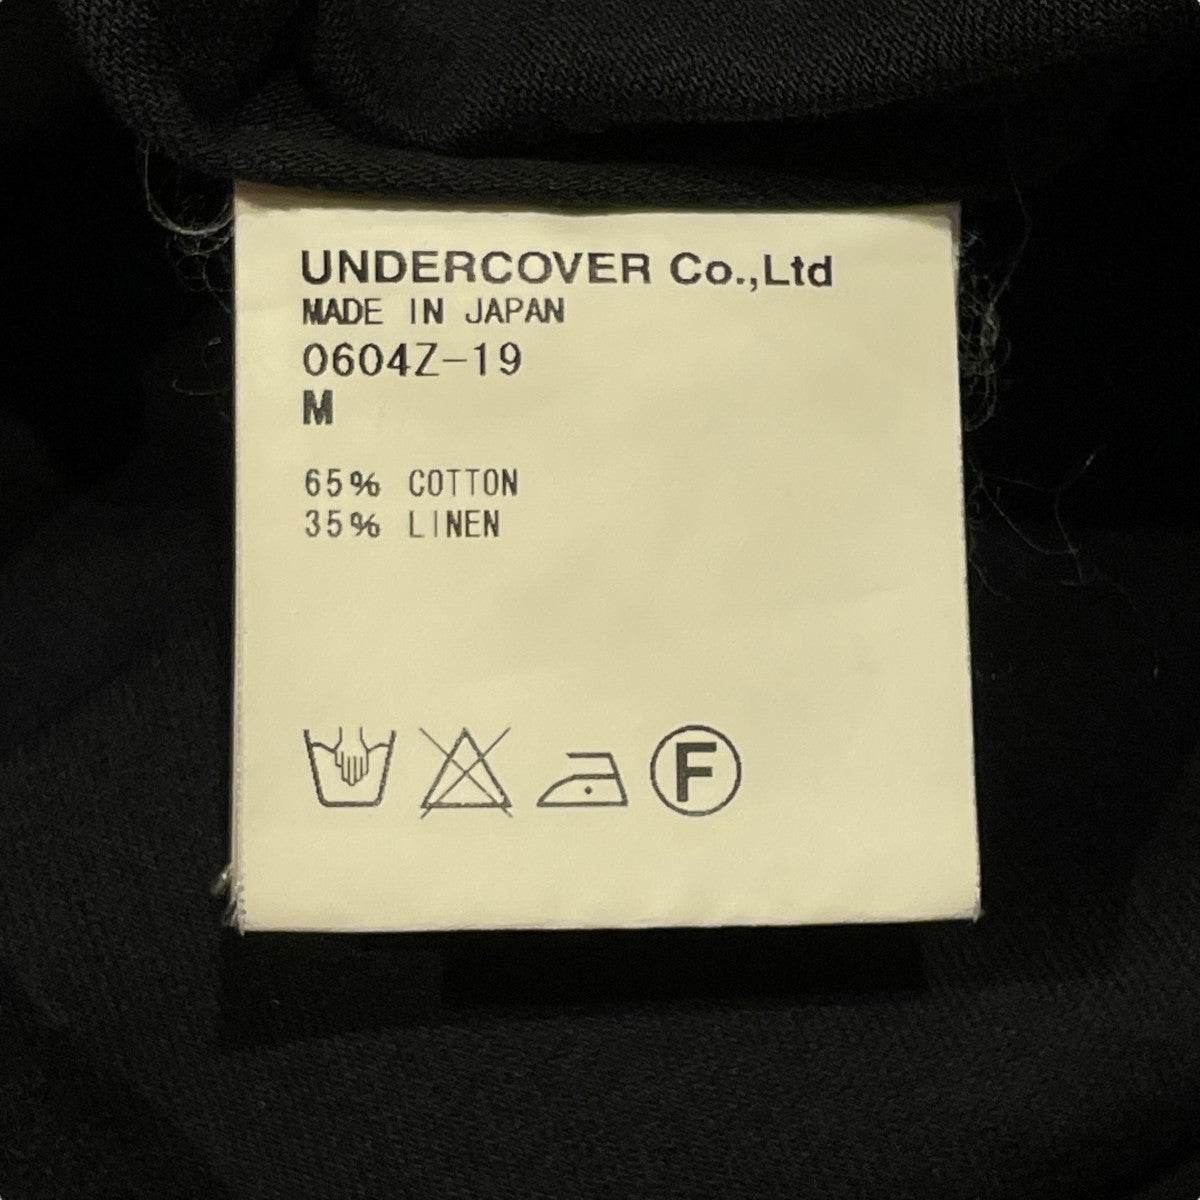 UNDERCOVER Co.,Ltd
MADE IN JAPAN
0604Z-19
M
65% COTTON
35% LINEN
F